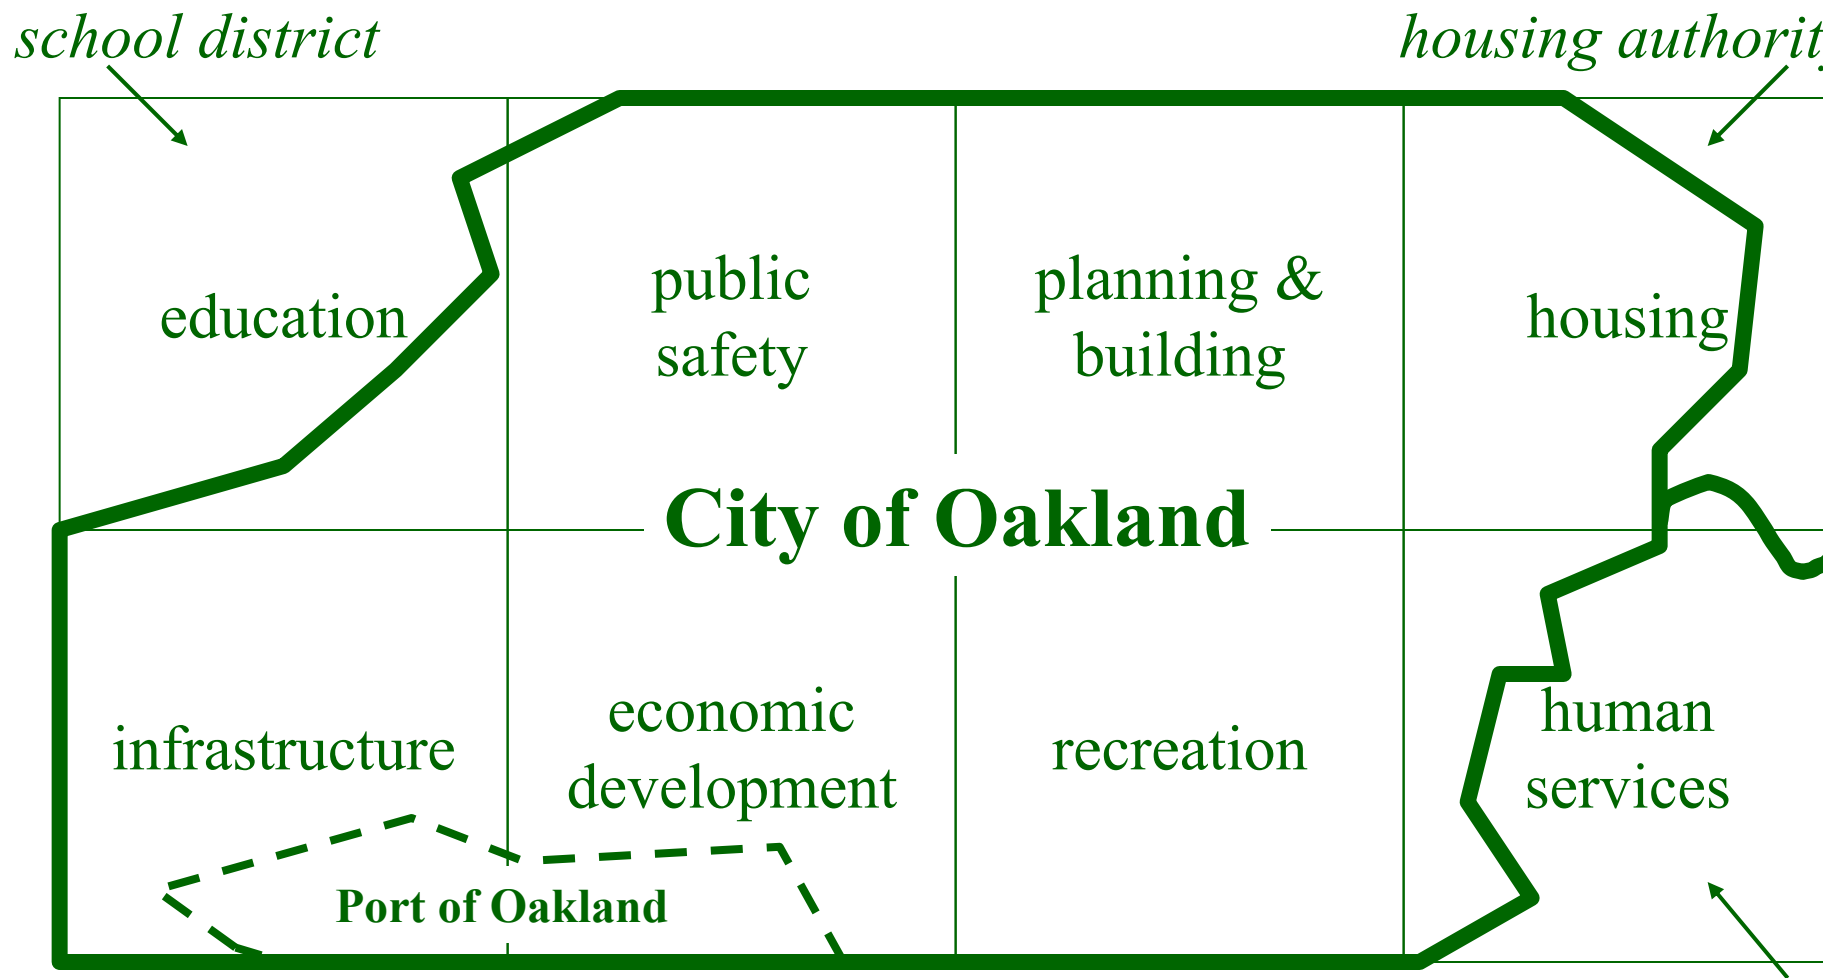 school district
housing authority
education
public
safety
planning &
building
housing
City of Oakland
infrastructure
economic
development
recreation
human
services
Port of Oakland